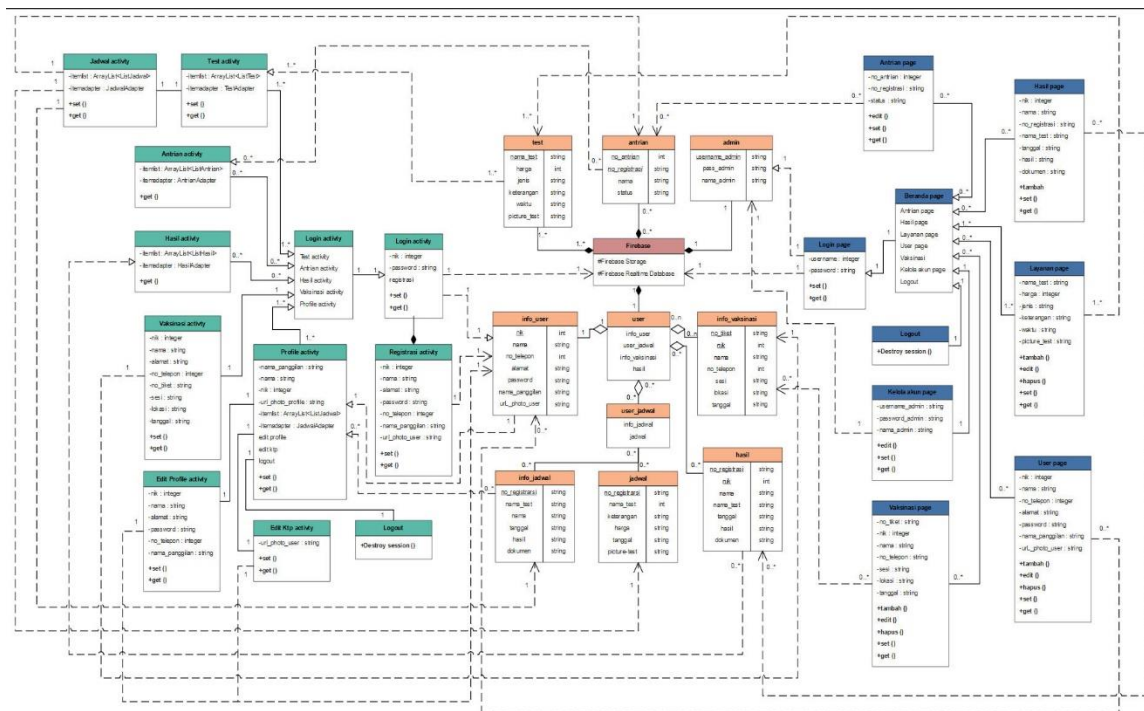 Jadwal activty
-itemlist : ArrayList<ListJadwal>
-itemadapter : JadwalAdapter
+set ()
+get ()
Test activty
-itemlist : ArrayList<ListTest>
-itemadapter : TestAdapter
+set ()
+get ()
Antrian activty
-itemlist : ArrayList<ListAntrian>
-itemadapter : AntrianAdapter
+get ()
Hasil activty
-itemlist : ArrayList<ListHasil>
-itemadapter : HasilAdapter
+set ()
+get ()
Login activty
Test activity
Antrian activity
Hasil activity
Vaksinasi activity
Profile activity
Login activty
-nik : integer
-password : string
registrasi
+set ()
+get ()
Vaksinasi activty
-nik : integer
-nama : string
-alamat : string
-no_telepon : integer
-no_tiket : string
-sesi : string
-lokasi : string
-tanggal : string
+set ()
+get ()
Profile activty
-nama_panggilan : string
-nama : string
-nik : integer
-url_photo_profile : string
-itemlist : ArrayList<ListJadwal>
-itemadapter : JadwalAdapter
edit profile
edit ktp
logout
+set ()
+get ()
Registrasi activty
-nik : integer
-nama : string
-alamat : string
-password : string
-no_telepon : integer
-nama_panggilan : string
-url_photo_user : string
+set ()
+get ()
Edit Profile activty
-nik : integer
-nama : string
-alamat : string
-password : string
-no_telepon : integer
-nama_panggilan : string
+set ()
+get ()
Edit Ktp activty
-url_photo_user : string
+set ()
+get ()
Logout
+Destroy session ()
test
nama_test string
harga int
jenis string
keterangan string
waktu string
picture_test string
antrian
no_antrian int
no_registrasi string
nama string
status string
admin
username_admin string
pass_admin string
nama_admin string
Firebase
#Firebase Storage
#Firebase Realtime Database
info_user
nik int
nama string
no_telepon int
alamat string
password string
nama_panggilan string
url_photo_user string
user
info_user
user_jadwal
info_vaksinasi
hasil
info_vaksinasi
no_tiket string
nik int
nama string
no_telepon int
sesi string
lokasi string
tanggal string
user_jadwal
info_jadwal
jadwal
info_jadwal
no_registrasi string
nama_test string
nama string
tanggal string
hasil string
dokumen string
jadwal
no_registrasi string
nama_test int
keterangan string
harga string
tanggal string
picture-test string
hasil
no_registrasi string
nik int
nama string
nama_test string
tanggal string
hasil string
dokumen string
Antrian page
-no_antrian : integer
-no_registrasi : string
-status : string
+edit ()
+set ()
+get ()
Hasil page
-nik : integer
-nama : string
-no_registrasi : string
-nama_test : string
-tanggal : string
-hasil : string
-dokumen : string
+tambah
+set ()
+get ()
Beranda page
Antrian page
Hasil page
Layanan page
User page
Vaksinasi
Kelola akun page
Logout
Login page
-username : integer
-password : string
+set ()
+get ()
Layanan page
-nama_test : string
-harga : integer
-jenis : string
-keterangan : string
-waktu : string
-picture_test : string
+tambah ()
+edit ()
+hapus ()
+set ()
+get ()
Logout
+Destroy session ()
Kelola akun page
-username_admin : string
-password_admin : string
-nama_admin : string
+edit ()
+set ()
+get ()
User page
-nik : integer
-nama : string
-no_telepon : integer
-alamat : string
-password : string
-nama_panggilan : string
-url_photo_user : string
+tambah ()
+edit ()
+hapus ()
+set ()
+get ()
Vaksinasi page
-no_tiket : string
-nik : integer
-nama : string
-no_telepon : string
-sesi : string
-lokasi : string
-tanggal : string
+tambah ()
+edit ()
+hapus ()
+set ()
+get ()